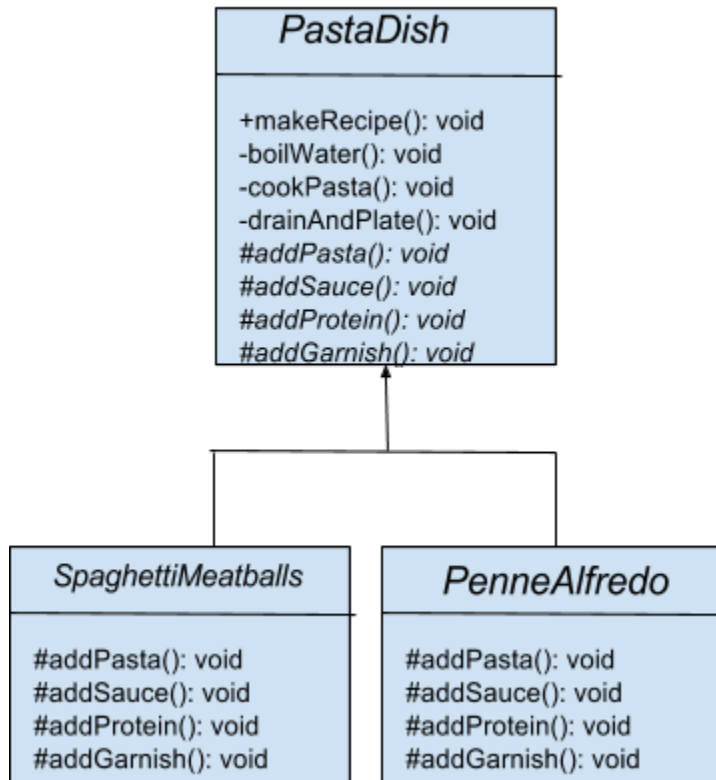 PastaDish
+makeRecipe(): void
-boilWater(): void
-cookPasta(): void
-drainAndPlate(): void
#addPasta(): void
#addSauce(): void
#addProtein(): void
#addGarnish(): void
SpaghettiMeatballs
#addPasta(): void
#addSauce(): void
#addProtein(): void
#addGarnish(): void
PenneAlfredo
#addPasta(): void
#addSauce(): void
#addProtein(): void
#addGarnish(): void